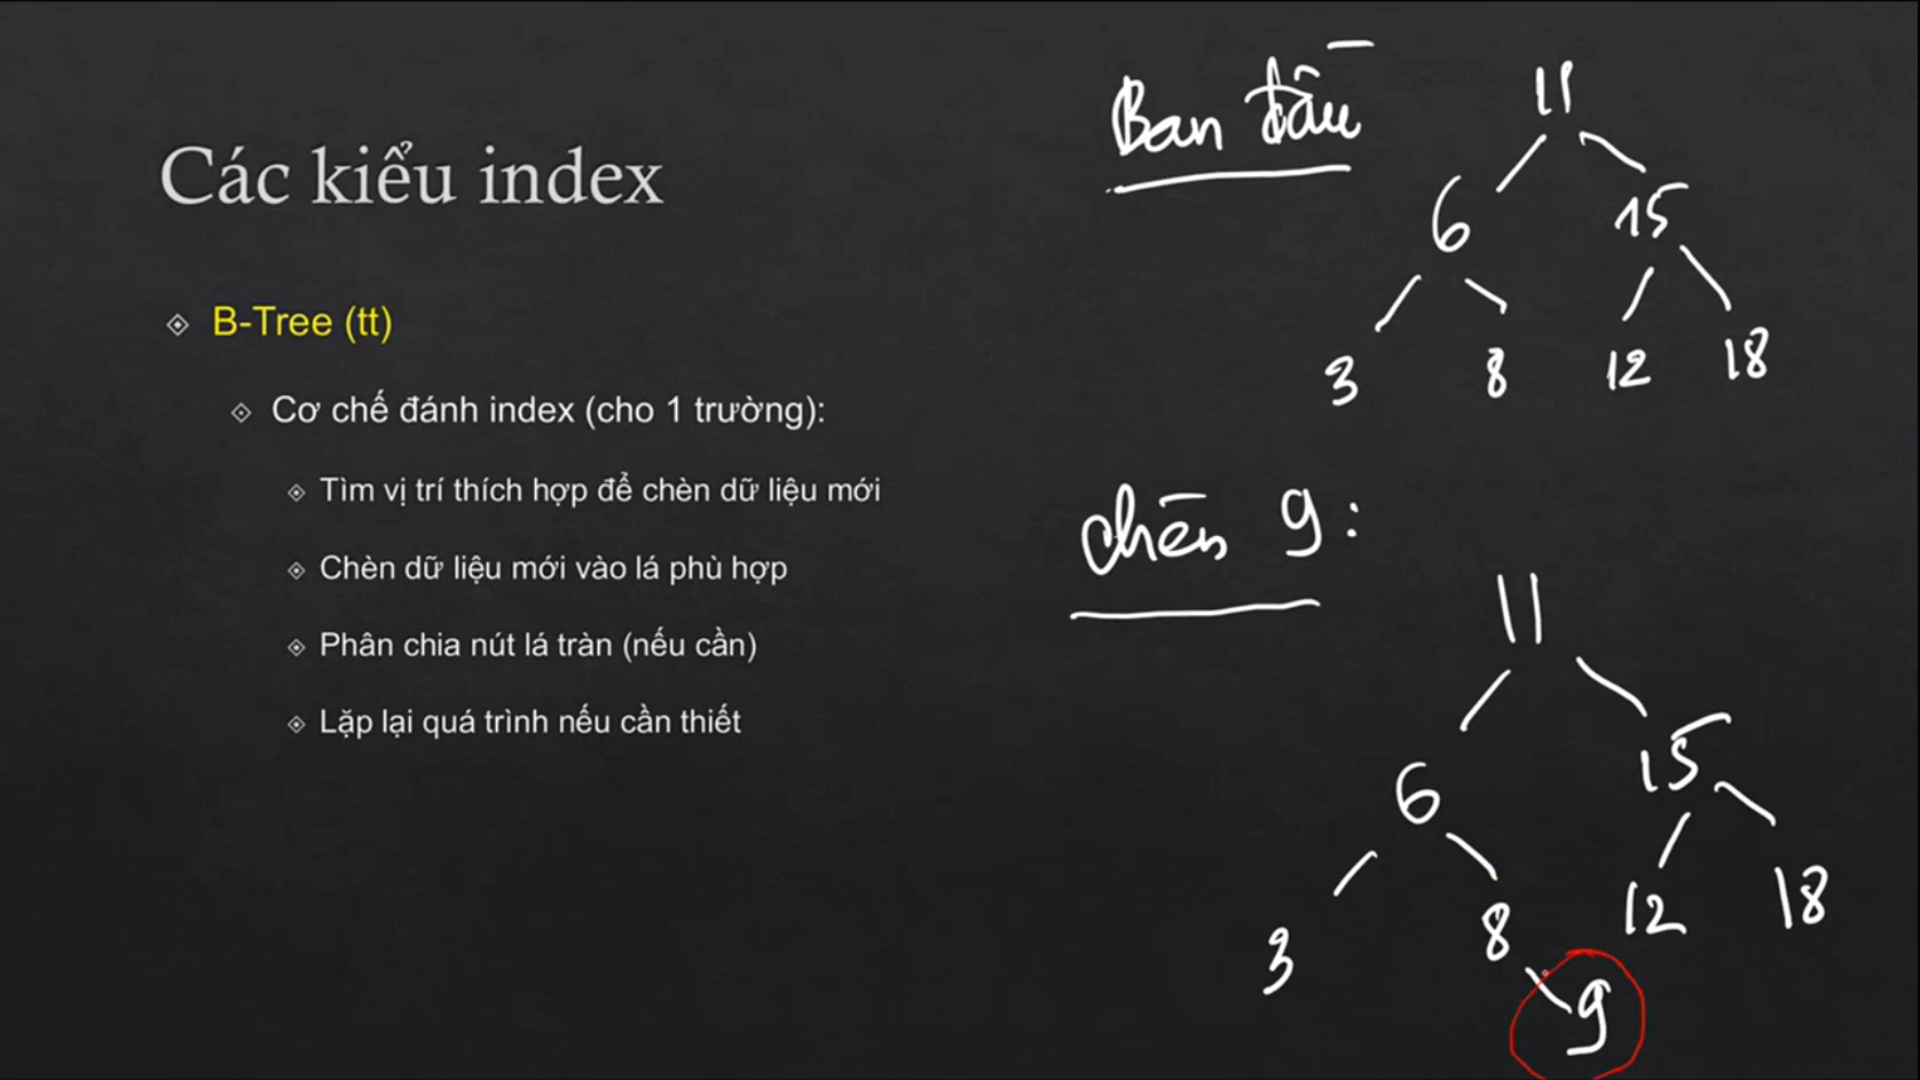 Các kiểu index
B-Tree (tt)
Cơ chế đánh index (cho 1 trường):
Tìm vị trí thích hợp để chèn dữ liệu mới
Chèn dữ liệu mới vào lá phù hợp
Phân chia nút lá tràn (nếu cần)
Lặp lại quá trình nếu cần thiết
Ban đầu
11
6 15
3 8 12 18
chèn 9:
11
6 15
3 8 12 18
9